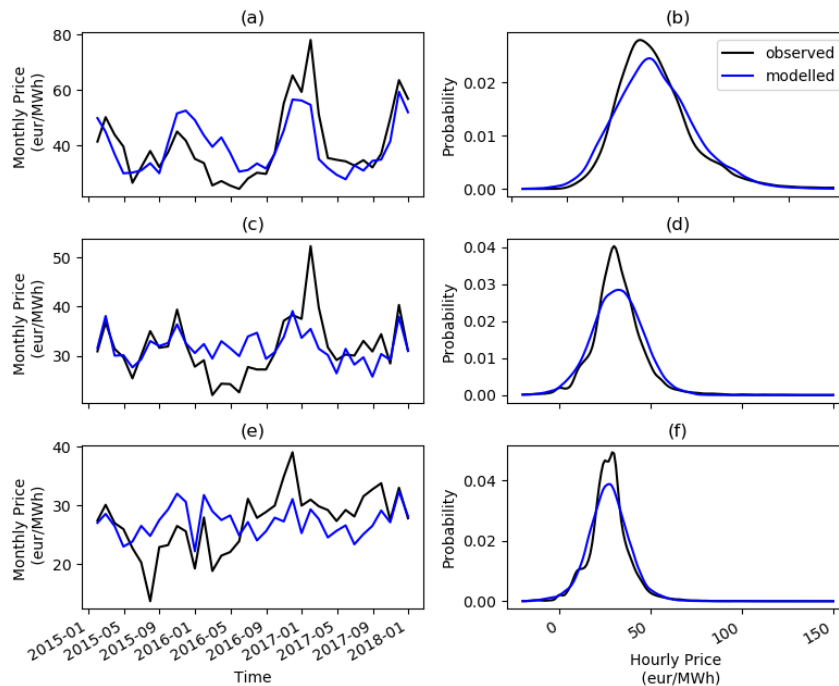 (a)
Monthly Price
(eur/MWh)
80
60
40
(b)
Probability
0.02
0.01
0.00
observed
modelled
(c)
Monthly Price
(eur/MWh)
50
40
30
(d)
Probability
0.04
0.03
0.02
0.01
0.00
(e)
Monthly Price
(eur/MWh)
40
30
20
2015-01
2015-05
2015-09
2016-01
2016-05
2016-09
2017-01
2017-05
2017-09
2018-01
Time
(f)
Probability
0.04
0.02
0.00
0
50
100
150
Hourly Price
(eur/MWh)